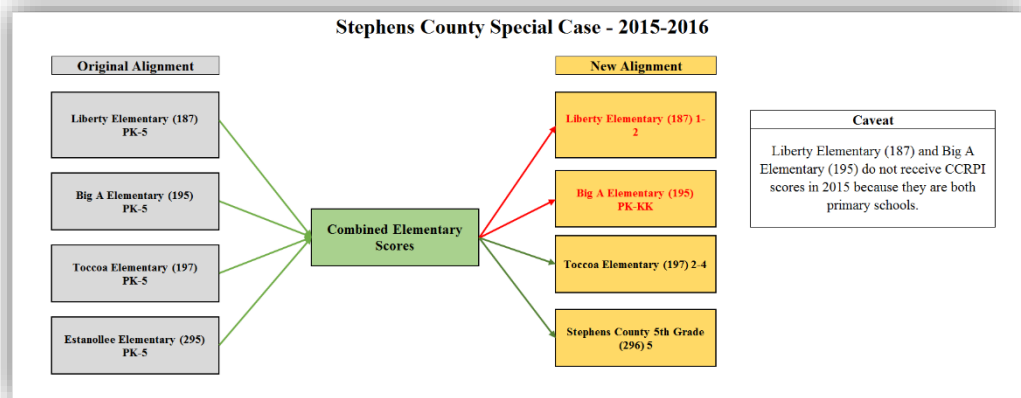 Stephens County Special Case - 2015-2016
Original Alignment
Liberty Elementary (187)
PK-5
Big A Elementary (195)
PK-5
Toccoa Elementary (197)
PK-5
Estanollee Elementary (295)
PK-5
Combined Elementary
Scores
New Alignment
Liberty Elementary (187) 1-
2
Big A Elementary (195)
PK-KK
Toccoa Elementary (197) 2-4
Stephens County 5th Grade
(296) 5
Caveat
Liberty Elementary (187) and Big A
Elementary (195) do not receive CCRPI
scores in 2015 because they are both
primary schools.